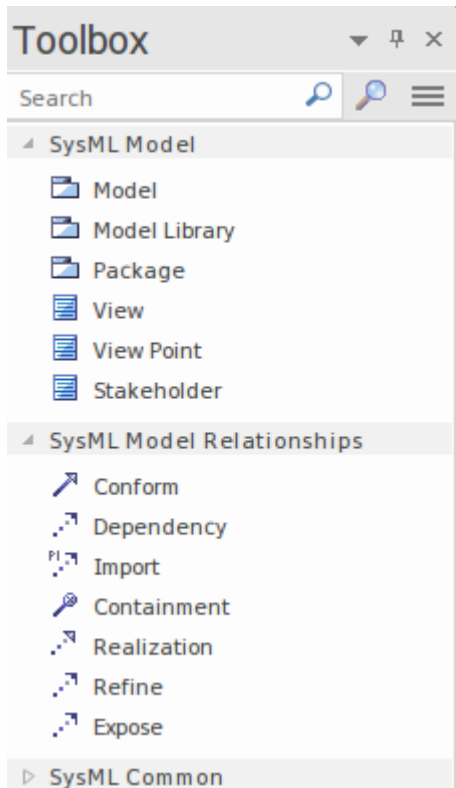 Toolbox
Search
SysML Model
Model
Model Library
Package
View
View Point
Stakeholder
SysML Model Relationships
Conform
Dependency
PI
Import
Containment
Realization
Refine
Expose
SysML Common